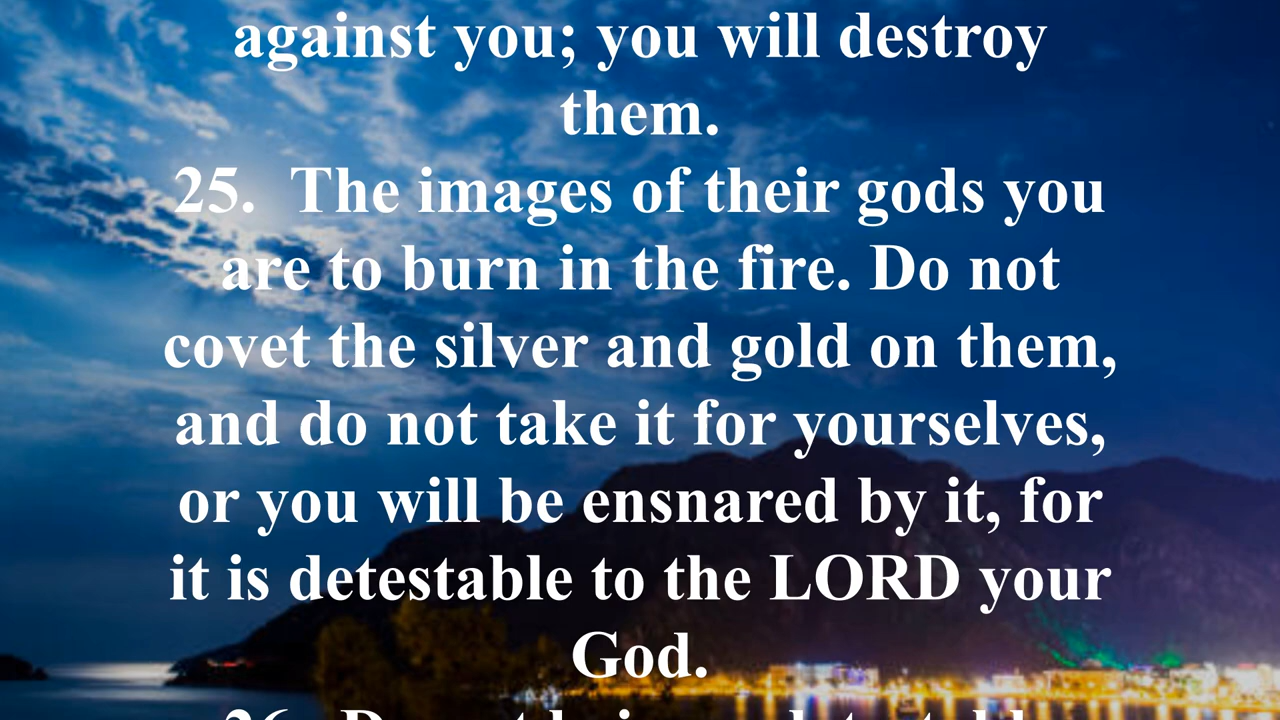 against you; you will destroy
them.
25. The images of their gods you
are to burn in the fire. Do not
covet the silver and gold on them,
and do not take it for yourselves,
or you will be ensnared by it, for
it is detestable to the LORD your
God.